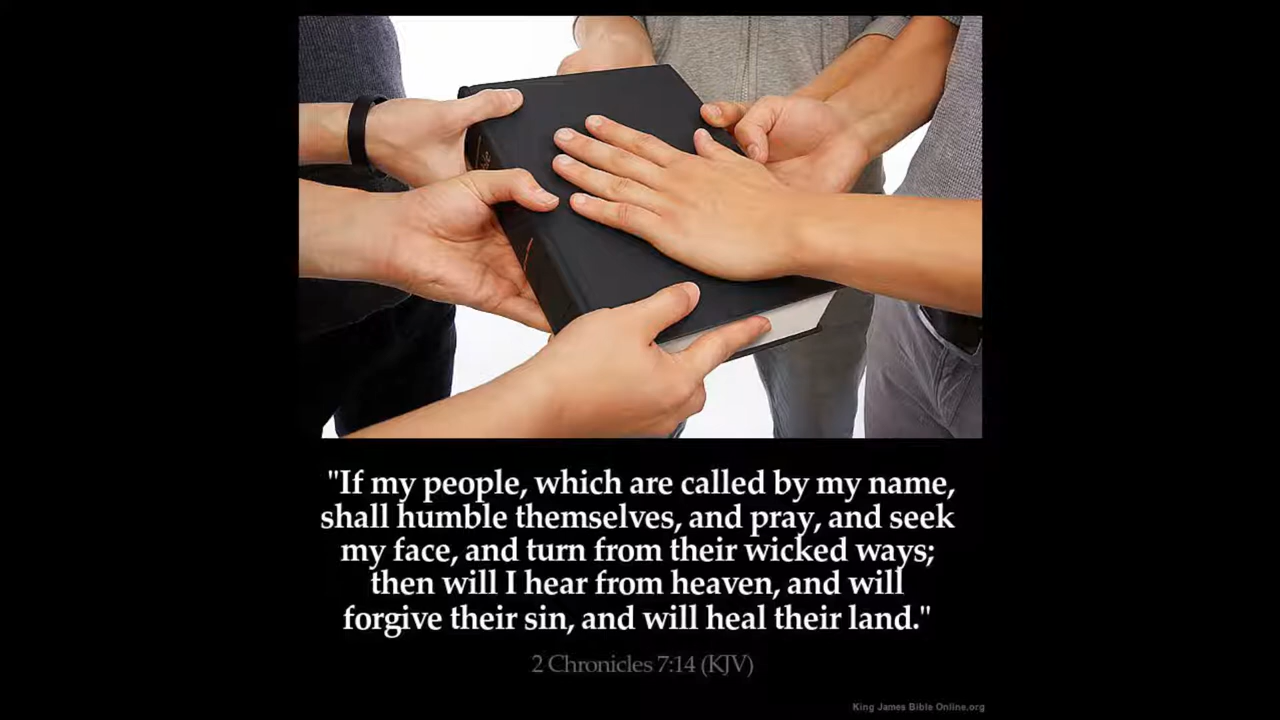 "If my people, which are called by my name,
shall humble themselves, and pray, and seek
my face, and turn from their wicked ways;
then will I hear from heaven, and will
forgive their sin, and will heal their land."
2 Chronicles 7:14 (KJV)
King James Bible Online.org